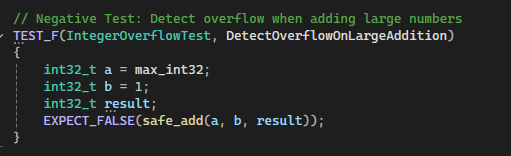 // Negative Test: Detect overflow when adding large numbers
TEST_F(IntegerOverflowTest, DetectOverflowOnLargeAddition)
{
    int32_t a = max_int32;
    int32_t b = 1;
    int32_t result;
    EXPECT_FALSE(safe_add(a, b, result));
}